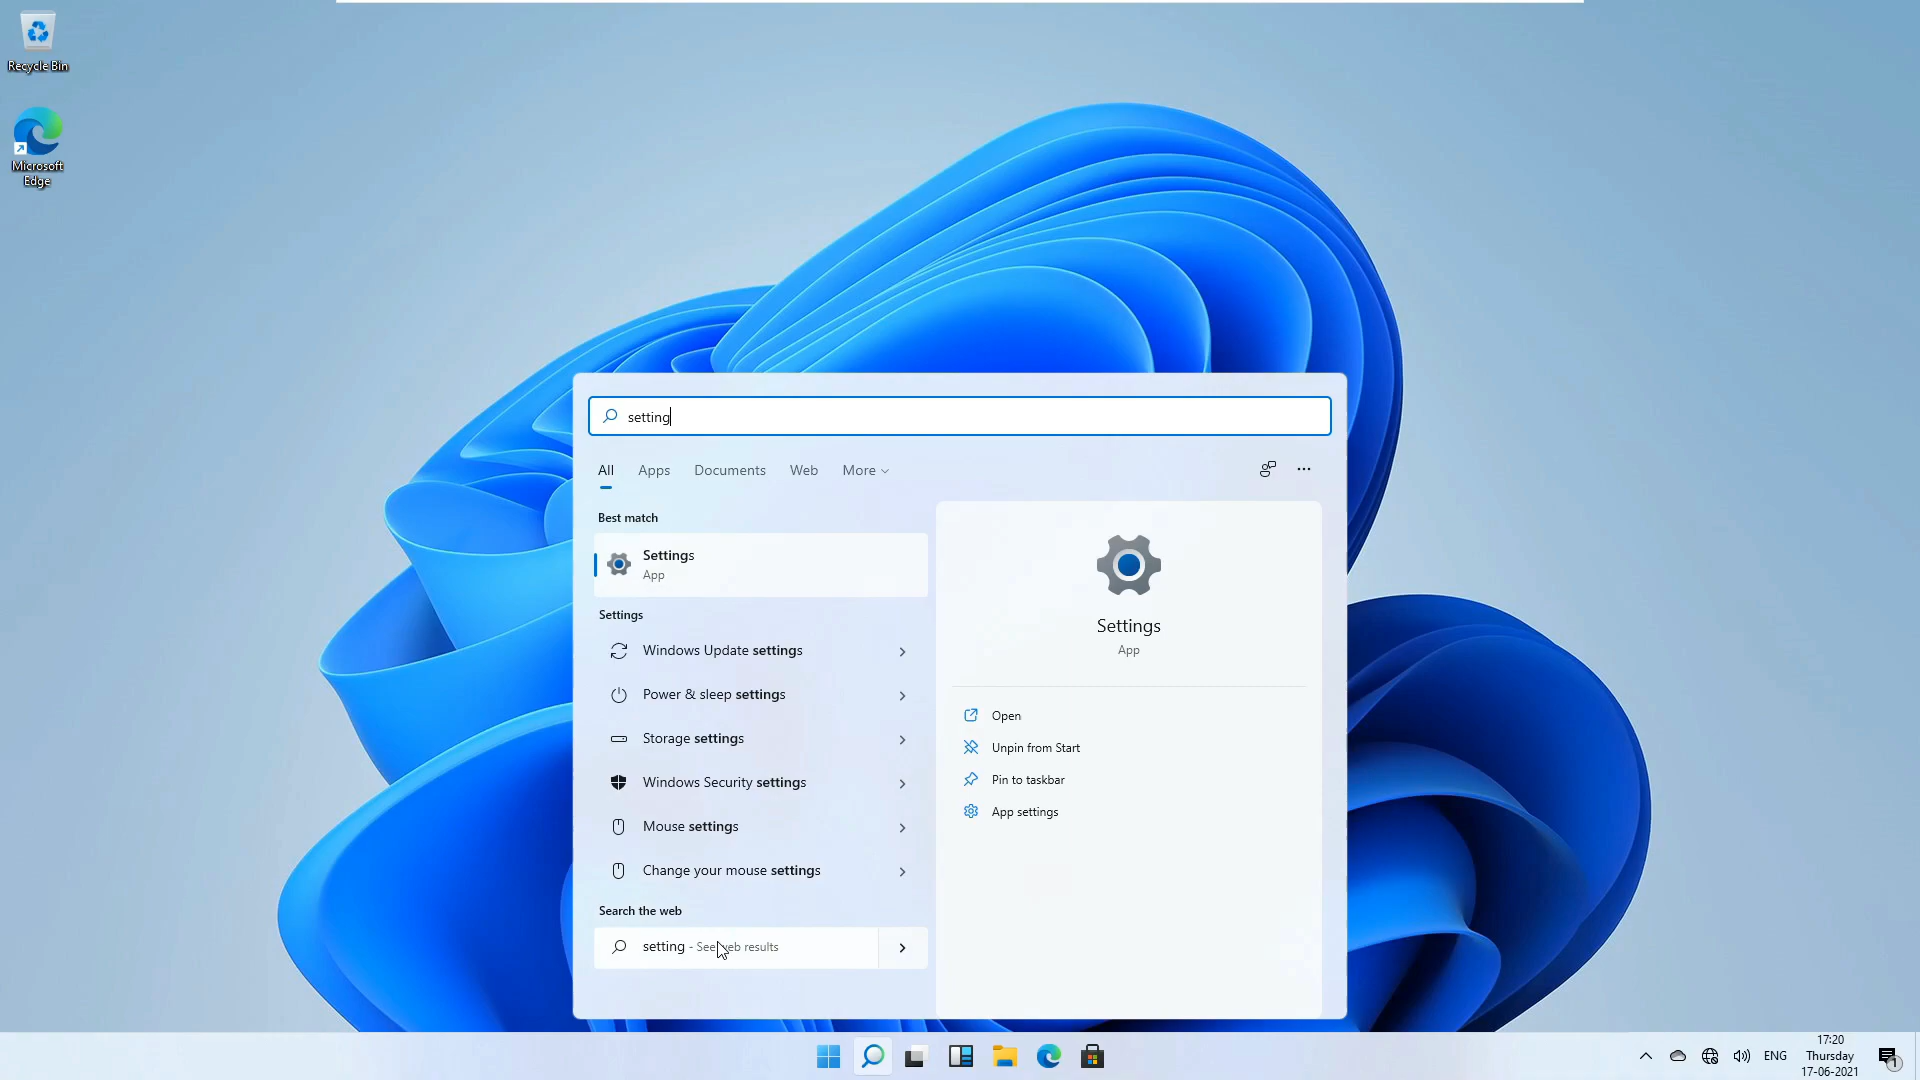 Recycle Bin
Microsoft
Edge
setting
All Apps Documents Web More
Best match
Settings
App
Settings
Windows Update settings
Power & sleep settings
Storage settings
Windows Security settings
Mouse settings
Change your mouse settings
Search the web
setting - See web results
Settings
App
Open
Unpin from Start
Pin to taskbar
App settings
ENG
17:20
Thursday
17-06-2021
1